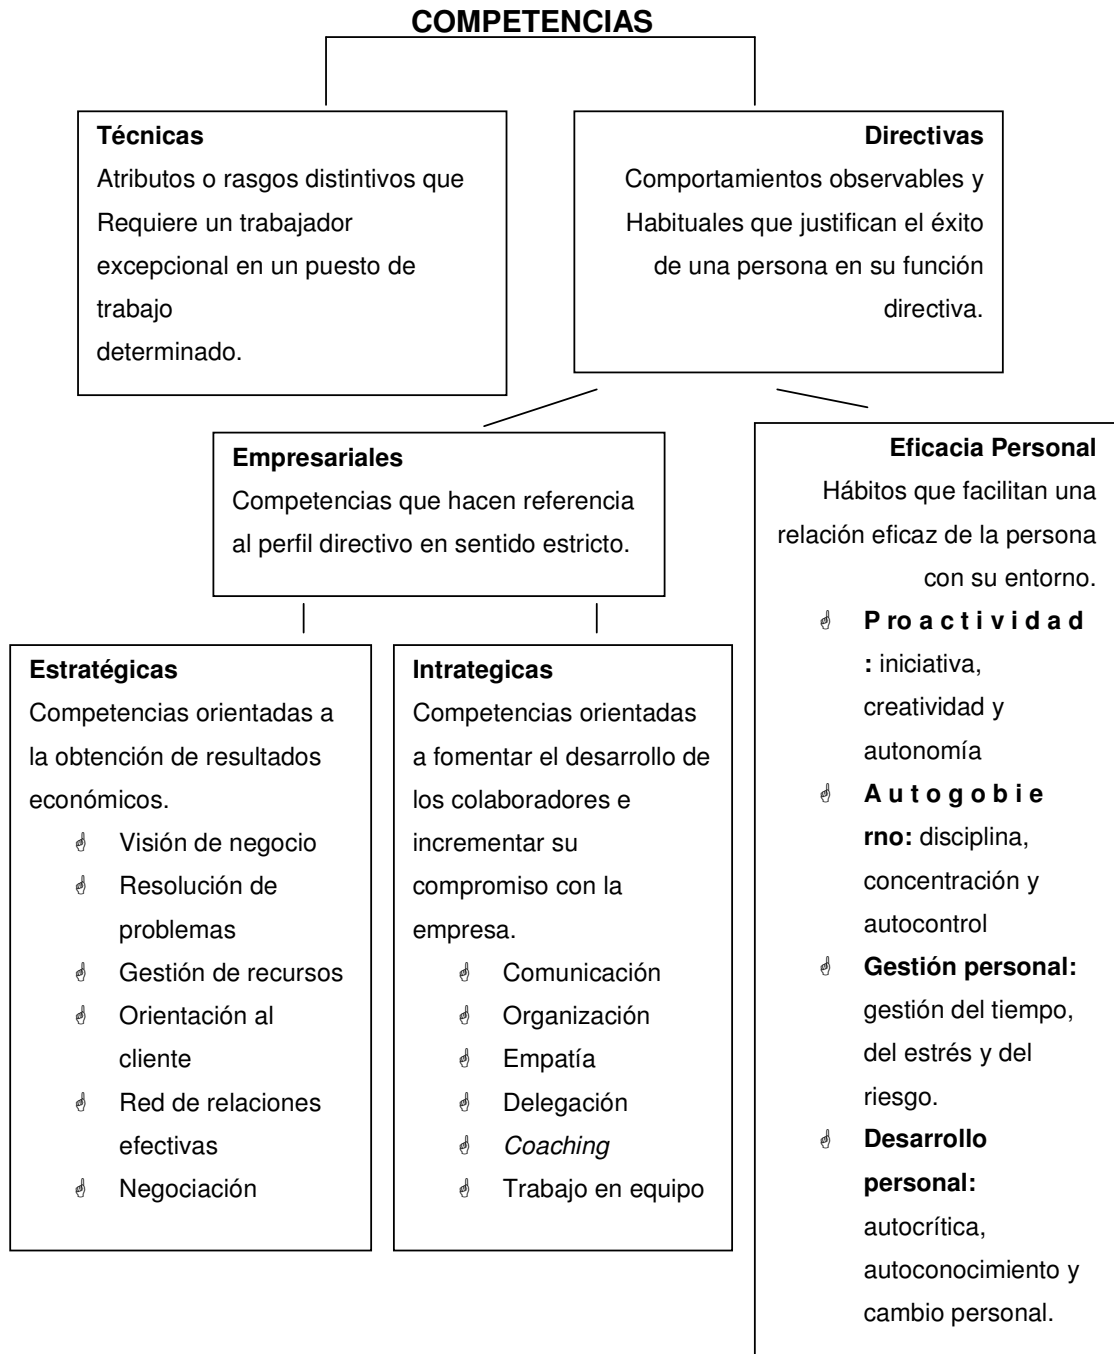 COMPETENCIAS
Técnicas
Atributos o rasgos distintivos que
Requiere un trabajador
excepcional en un puesto de
trabajo
determinado.
Directivas
Comportamientos observables y
Habituales que justifican el éxito
de una persona en su función
directiva.
Empresariales
Competencias que hacen referencia
al perfil directivo en sentido estricto.
Eficacia Personal
Hábitos que facilitan una
relación eficaz de la persona
con su entorno.
P r o a c t i v i d a d
: iniciativa,
creatividad y
autonomía
A u t o g o b i e
rno: disciplina,
concentración y
autocontrol
Gestión personal:
gestión del tiempo,
del estrés y del
riesgo.
Desarrollo
personal:
autocrítica,
autoconocimiento y
cambio personal.
Estratégicas
Competencias orientadas a
la obtención de resultados
económicos.
Visión de negocio
Resolución de
problemas
Gestión de recursos
Orientación al
cliente
Red de relaciones
efectivas
Negociación
Intrategicas
Competencias orientadas
a fomentar el desarrollo de
los colaboradores e
incrementar su
compromiso con la
empresa.
Comunicación
Organización
Empatía
Delegación
Coaching
Trabajo en equipo